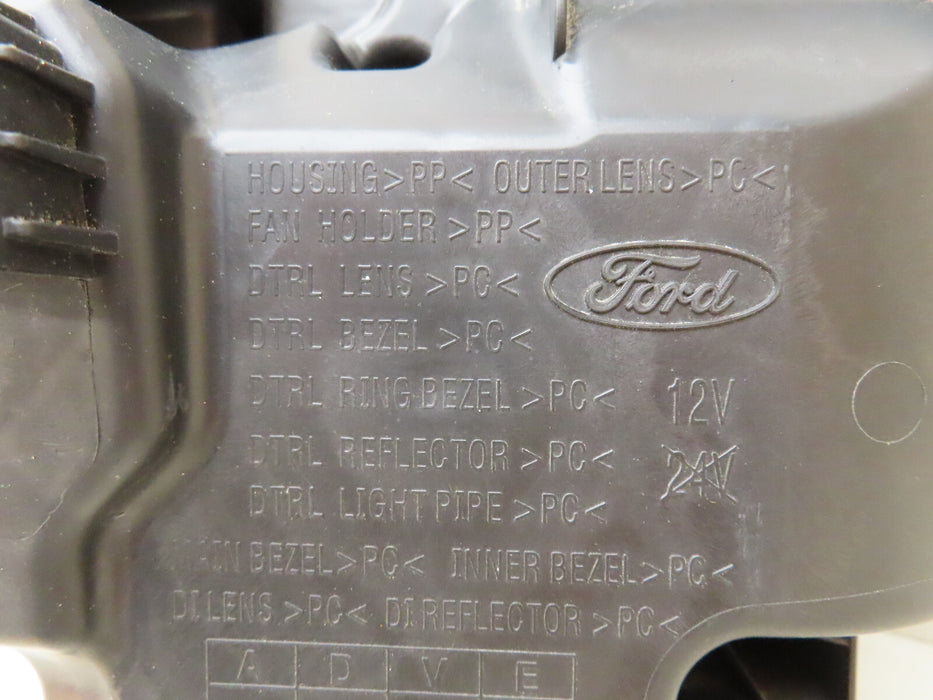 HOUSING >PP< OUTER LENS >PC<
FAN HOLDER >PP<
DTRL LENS >PC<
Ford
DTRL BEZEL >PC<
DTRL RING BEZEL >PC< 12V
DTRL REFLECTOR >PC< 24V
DTRL LIGHT PIPE >PC<
MAIN BEZEL >PC< INNER BEZEL >PC<
DI LENS >PC< DI REFLECTOR >PC<
A D V E